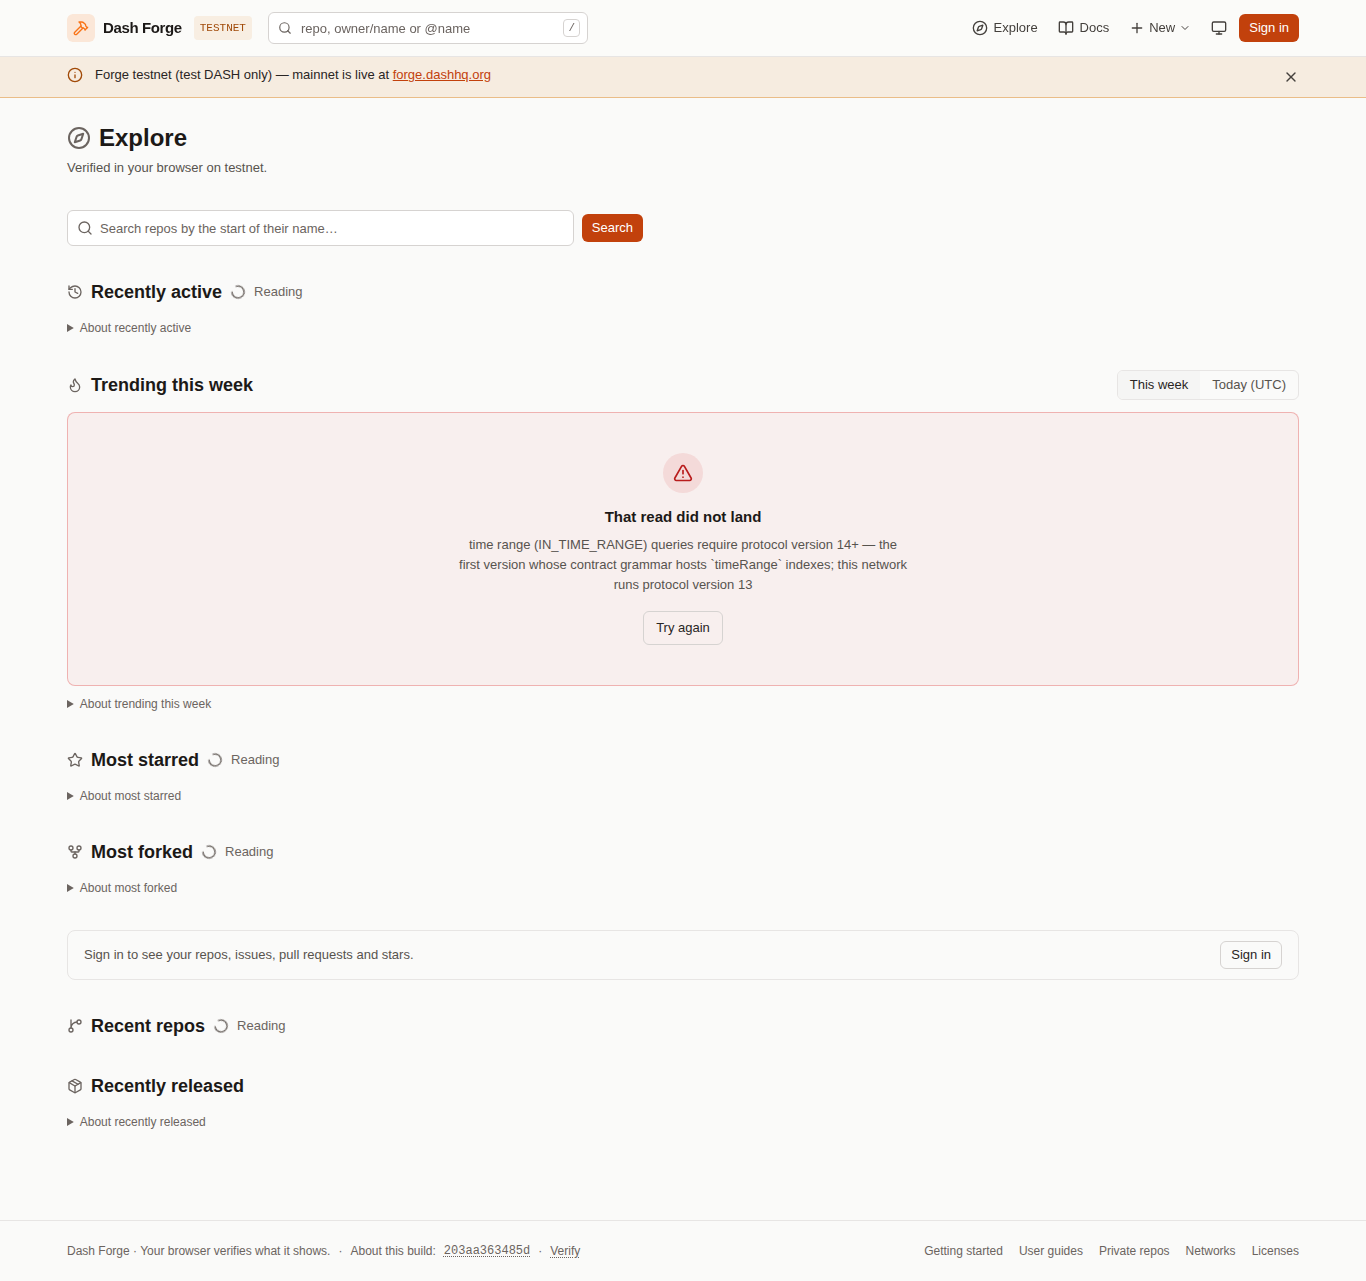 Dash Forge TESTNET repo, owner/name or @name / Explore Docs New Sign in
Forge testnet (test DASH only) — mainnet is live at forge.dashhq.org
Explore
Verified in your browser on testnet.
Search repos by the start of their name… Search
Recently active Reading
About recently active
Trending this week This week Today (UTC)
That read did not land
time range (IN_TIME_RANGE) queries require protocol version 14+ — the
first version whose contract grammar hosts `timeRange` indexes; this network
runs protocol version 13
Try again
About trending this week
Most starred Reading
About most starred
Most forked Reading
About most forked
Sign in to see your repos, issues, pull requests and stars. Sign in
Recent repos Reading
Recently released
About recently released
Dash Forge · Your browser verifies what it shows. · About this build: 203aa363485d · Verify Getting started User guides Private repos Networks Licenses